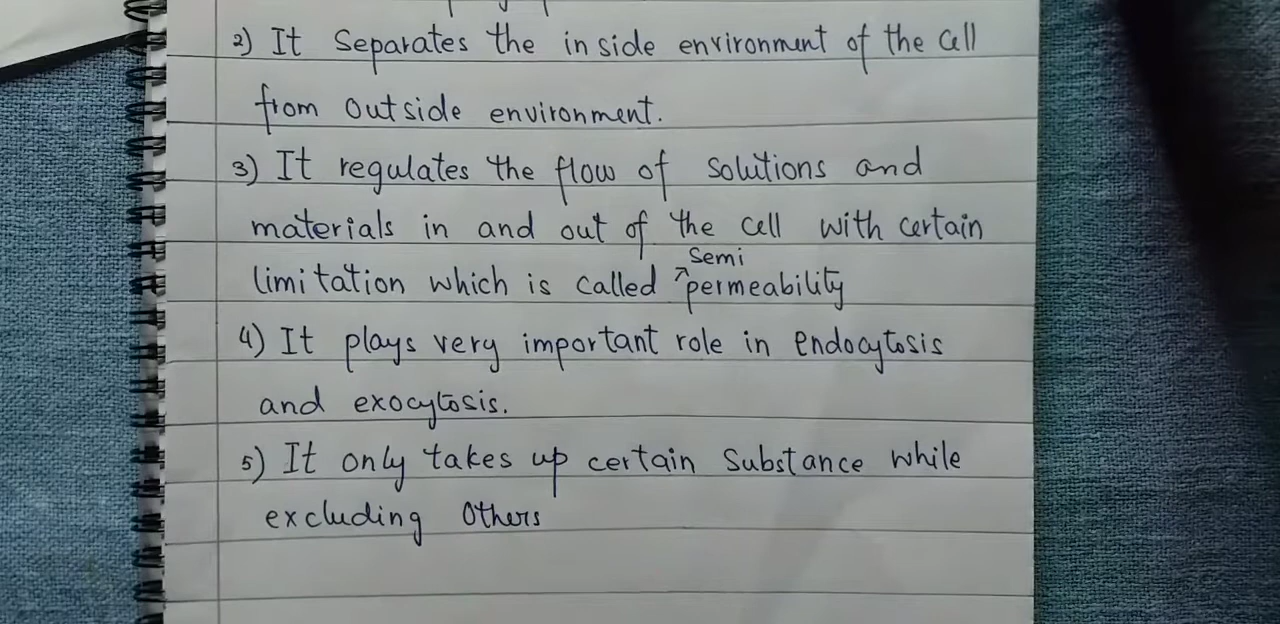 2) It Separates the inside environment of the cell
from outside environment.
3) It regulates the flow of solutions and
materials in and out of the cell with certain
semi
limitation which is called permeability
4) It plays very important role in endocytosis
and exocytosis.
5) It only takes up certain substance while
excluding others